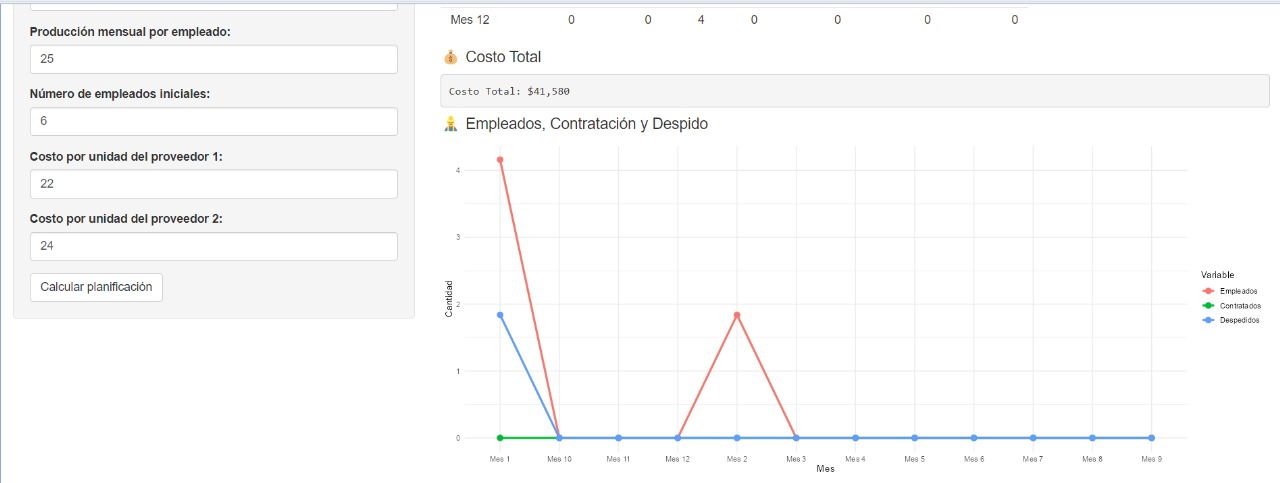 Mes 12 0 0 4 0 0 0 0
Producción mensual por empleado:
25
Número de empleados iniciales:
6
Costo por unidad del proveedor 1:
22
Costo por unidad del proveedor 2:
24
Calcular planificación
Costo Total
Costo Total: $41,580
Empleados, Contratación y Despido
4
3
2
1
0
Cantidad
Mes 1 Mes 10 Mes 11 Mes 12 Mes 2 Mes 3 Mes 4 Mes 5 Mes 6 Mes 7 Mes 8 Mes 9
Mes
Variable
Empleados
Contratados
Despedidos